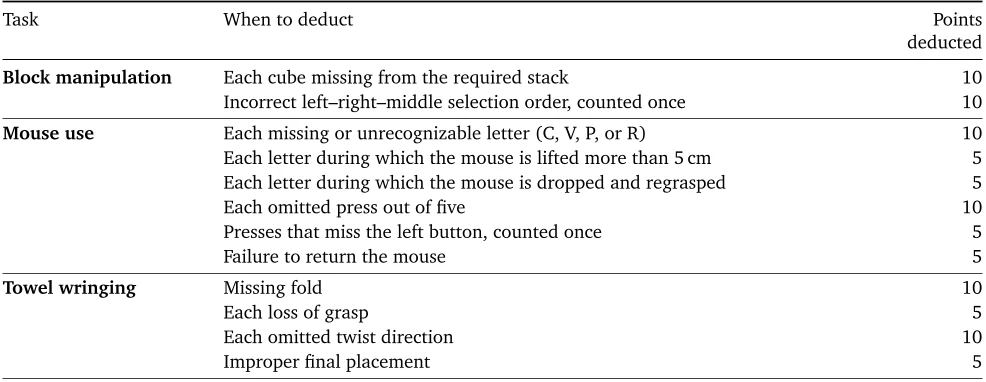 Task When to deduct Points
deducted
Block manipulation Each cube missing from the required stack 10
Incorrect left–right–middle selection order, counted once 10
Mouse use Each missing or unrecognizable letter (C, V, P, or R) 10
Each letter during which the mouse is lifted more than 5 cm 5
Each letter during which the mouse is dropped and regrasped 5
Each omitted press out of five 10
Presses that miss the left button, counted once 5
Failure to return the mouse 5
Towel wringing Missing fold 10
Each loss of grasp 5
Each omitted twist direction 10
Improper final placement 5